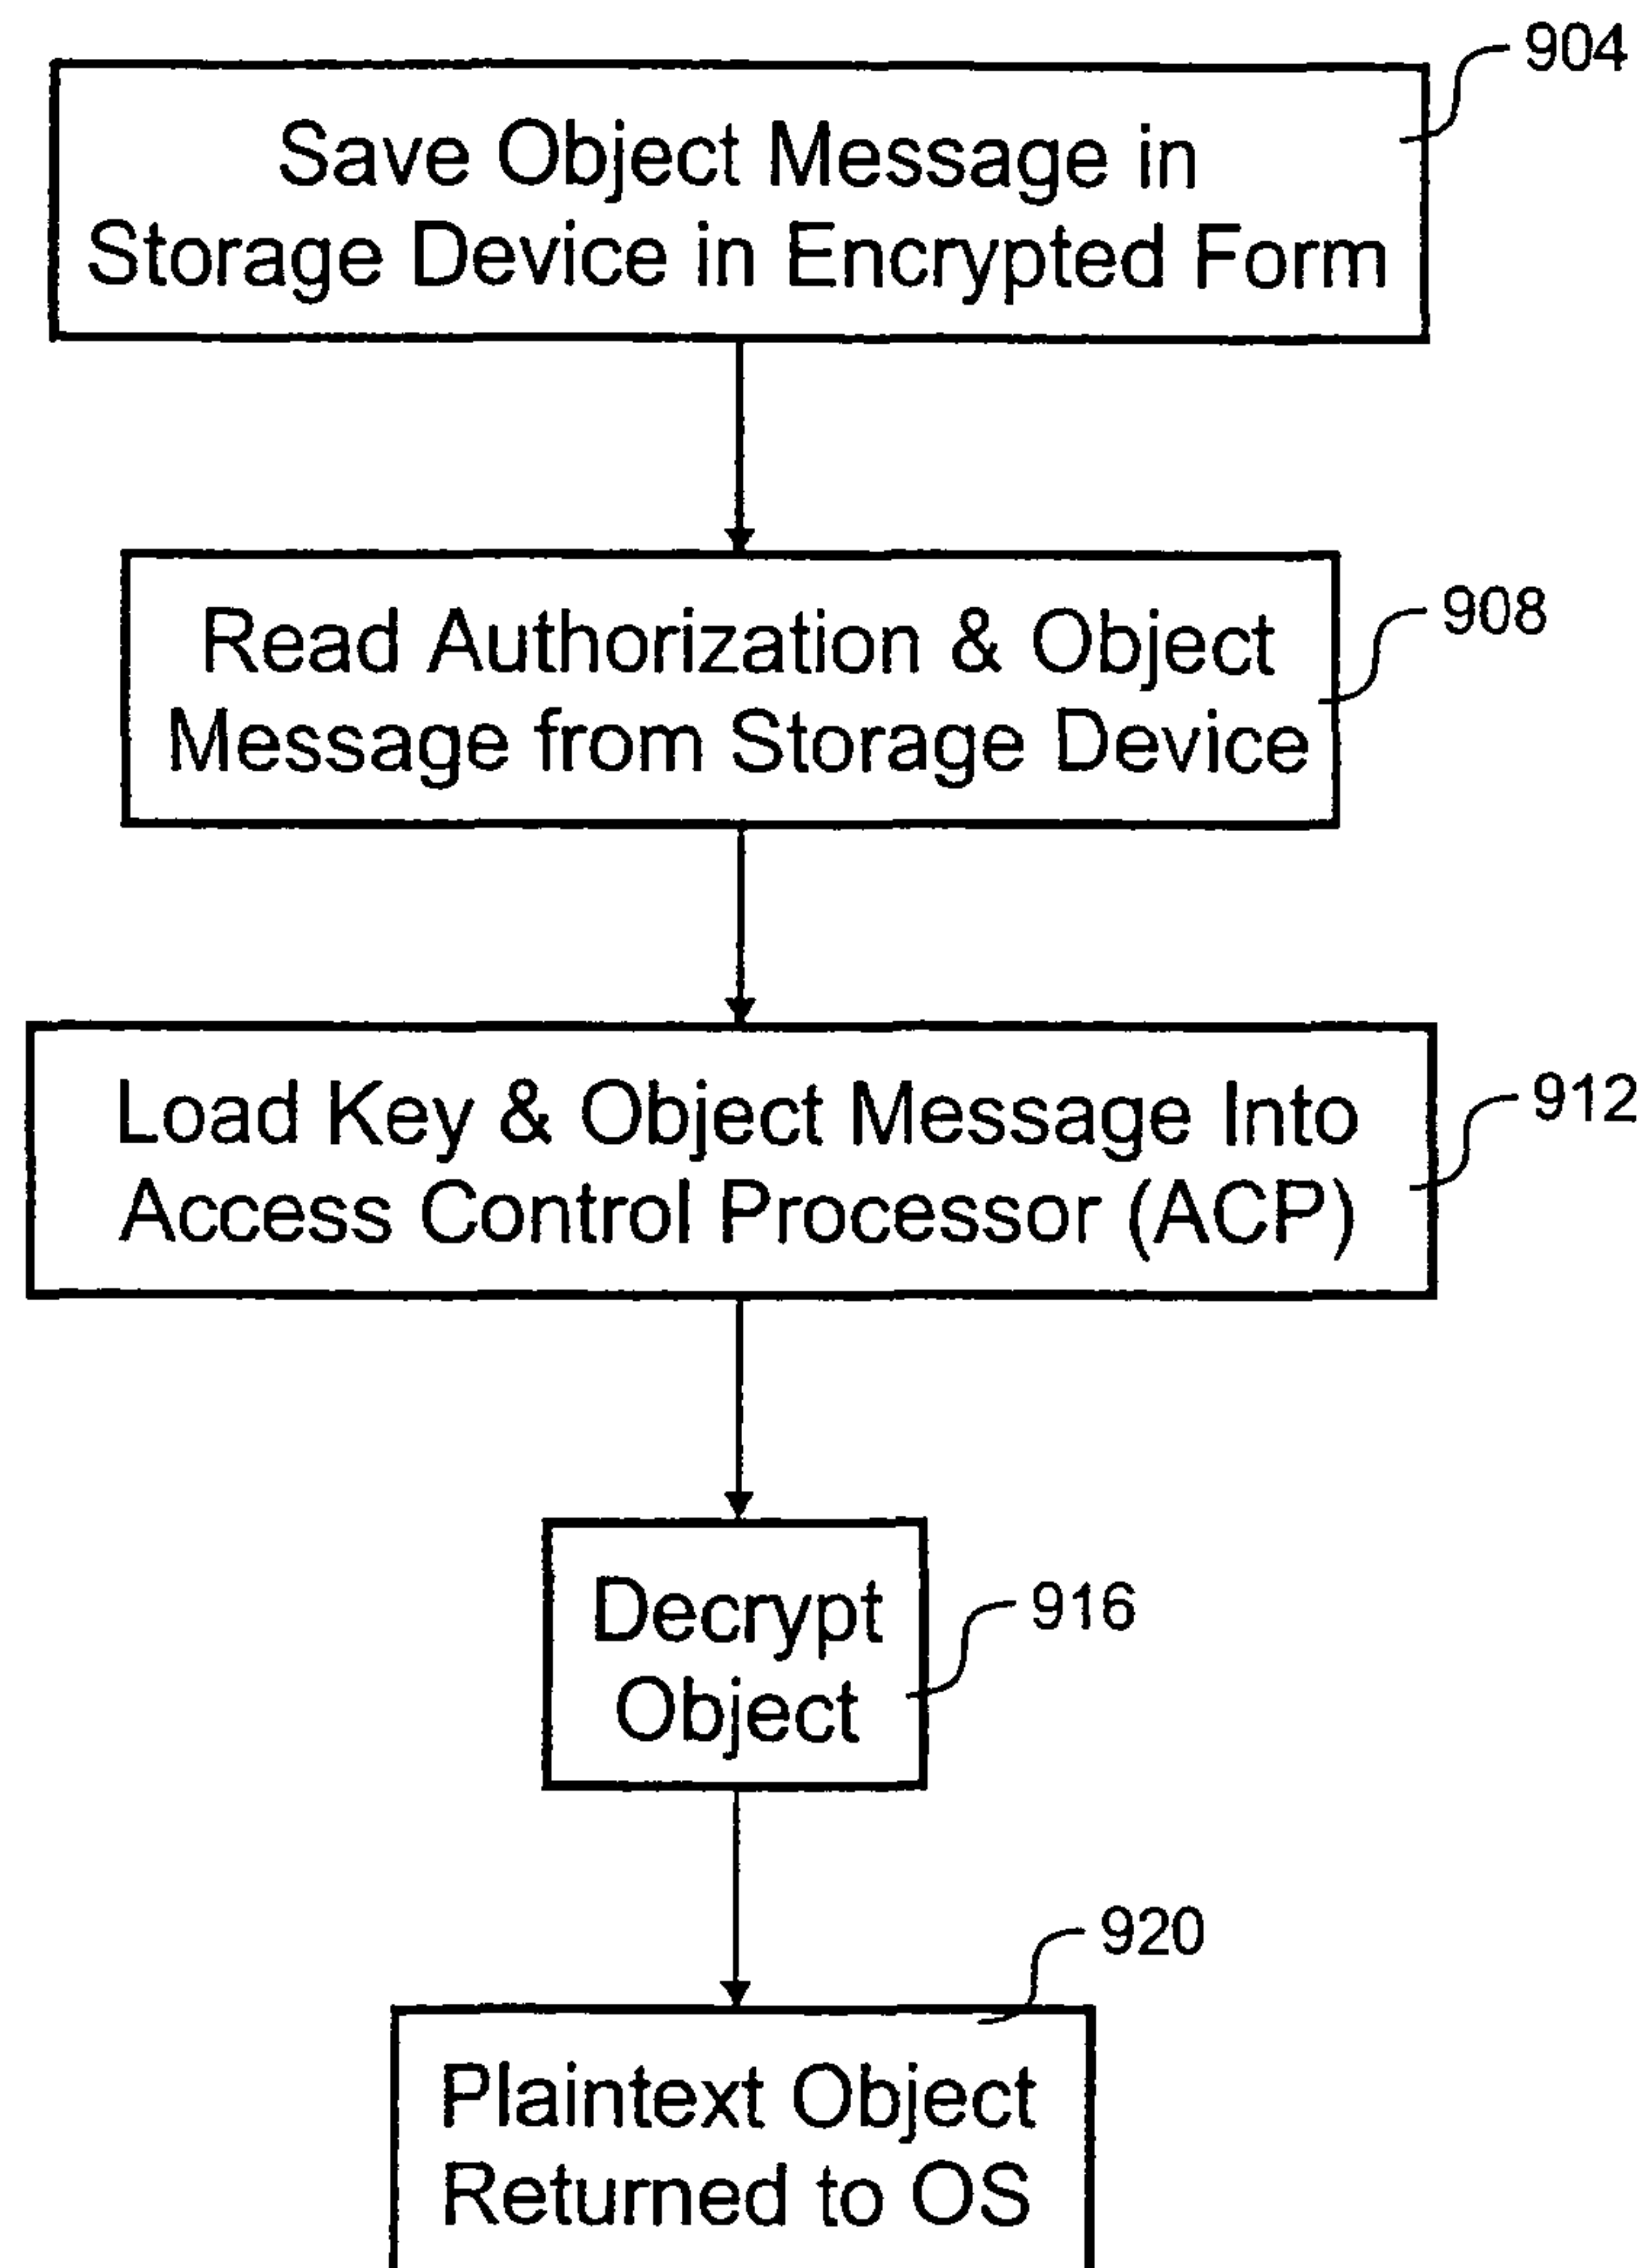 904
Save Object Message in
Storage Device in Encrypted Form
908
Read Authorization & Object
Message from Storage Device
912
Load Key & Object Message Into
Access Control Processor (ACP)
916
Decrypt
Object
920
Plaintext Object
Returned to OS